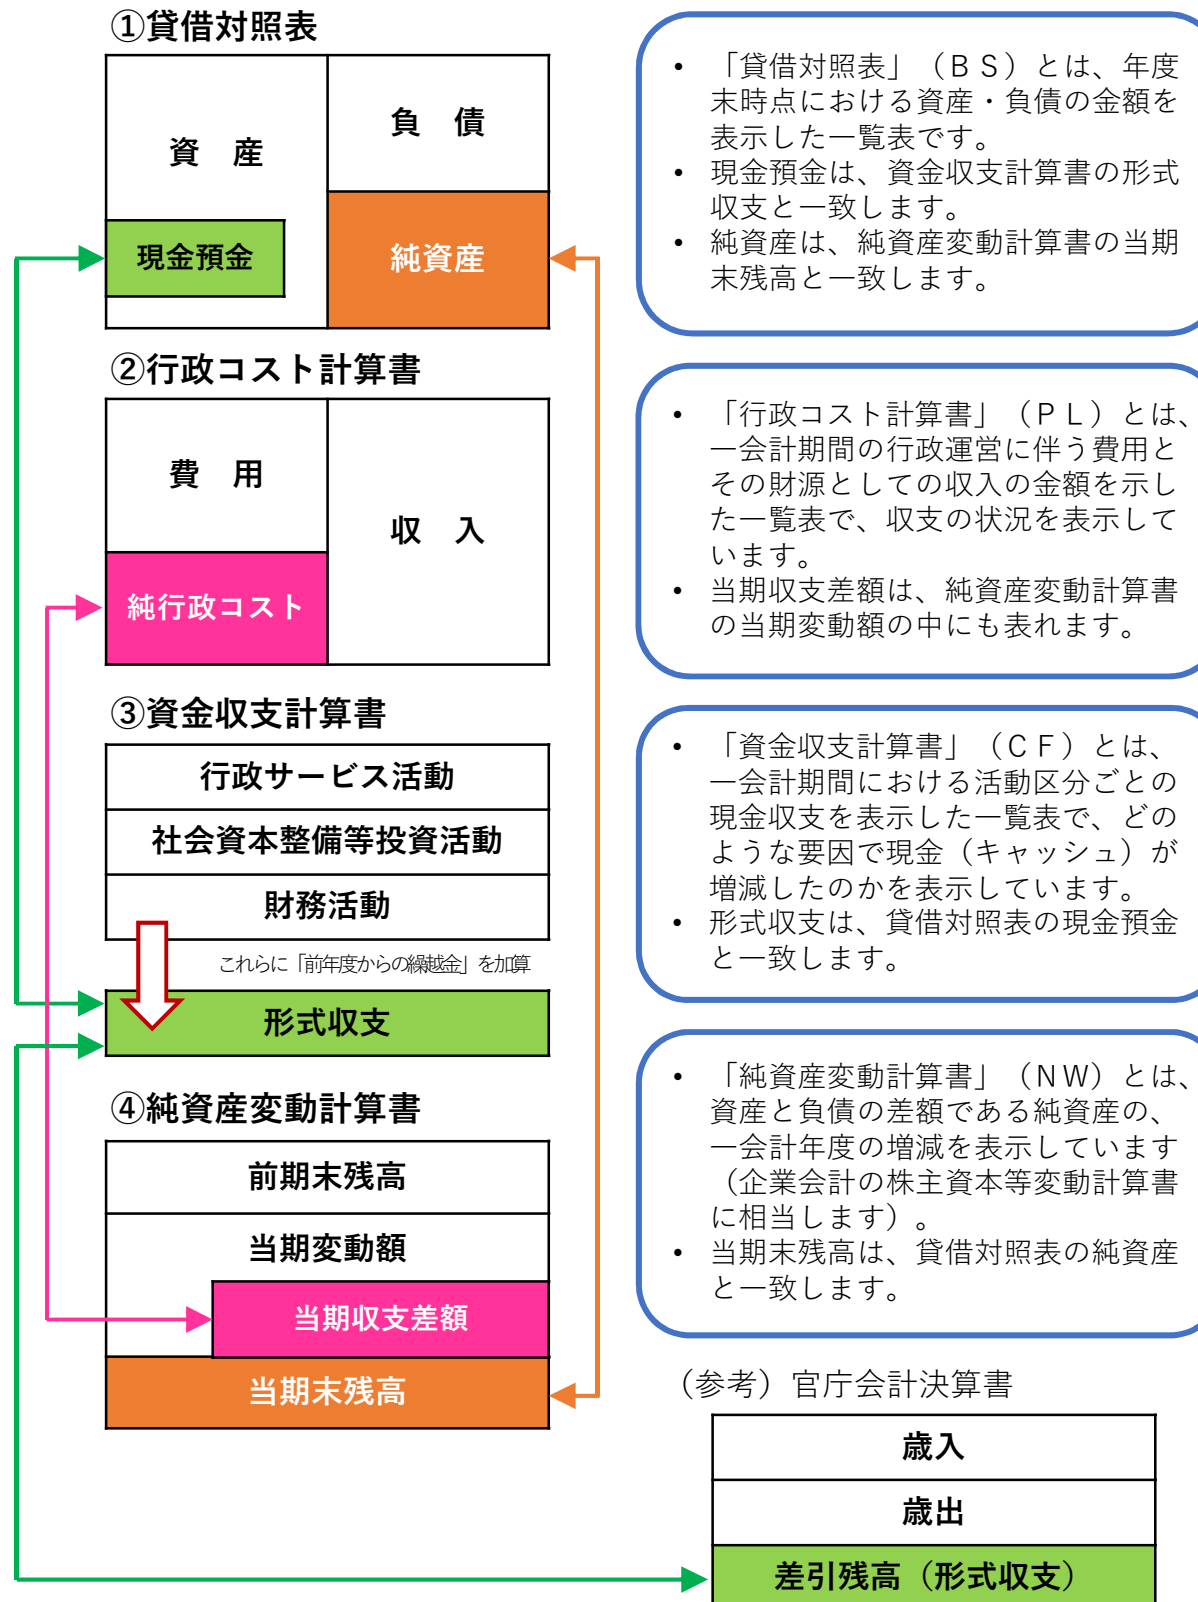 ①貸借対照表
資　産
負　債
現金預金
純資産
• 「貸借対照表」（ＢＳ）とは、年度
末時点における資産・負債の金額を
表示した一覧表です。
• 現金預金は、資金収支計算書の形式
収支と一致します。
• 純資産は、純資産変動計算書の当期
末残高と一致します。
②行政コスト計算書
費　用
収　入
純行政コスト
• 「行政コスト計算書」（ＰＬ）とは、
一会計期間の行政運営に伴う費用と
その財源としての収入の金額を示し
た一覧表で、収支の状況を表示して
います。
• 当期収支差額は、純資産変動計算書
の当期変動額の中にも表れます。
③資金収支計算書
行政サービス活動
社会資本整備等投資活動
財務活動
これらに「前年度からの繰越金」を加算
形式収支
• 「資金収支計算書」（ＣＦ）とは、
一会計期間における活動区分ごとの
現金収支を表示した一覧表で、どの
ような要因で現金（キャッシュ）が
増減したのかを表示しています。
• 形式収支は、貸借対照表の現金預金
と一致します。
④純資産変動計算書
前期末残高
当期変動額
当期収支差額
当期末残高
• 「純資産変動計算書」（ＮＷ）とは、
資産と負債の差額である純資産の、
一会計年度の増減を表示しています
（企業会計の株主資本等変動計算書
に相当します）。
• 当期末残高は、貸借対照表の純資産
と一致します。
（参考）官庁会計決算書
歳入
歳出
差引残高（形式収支）